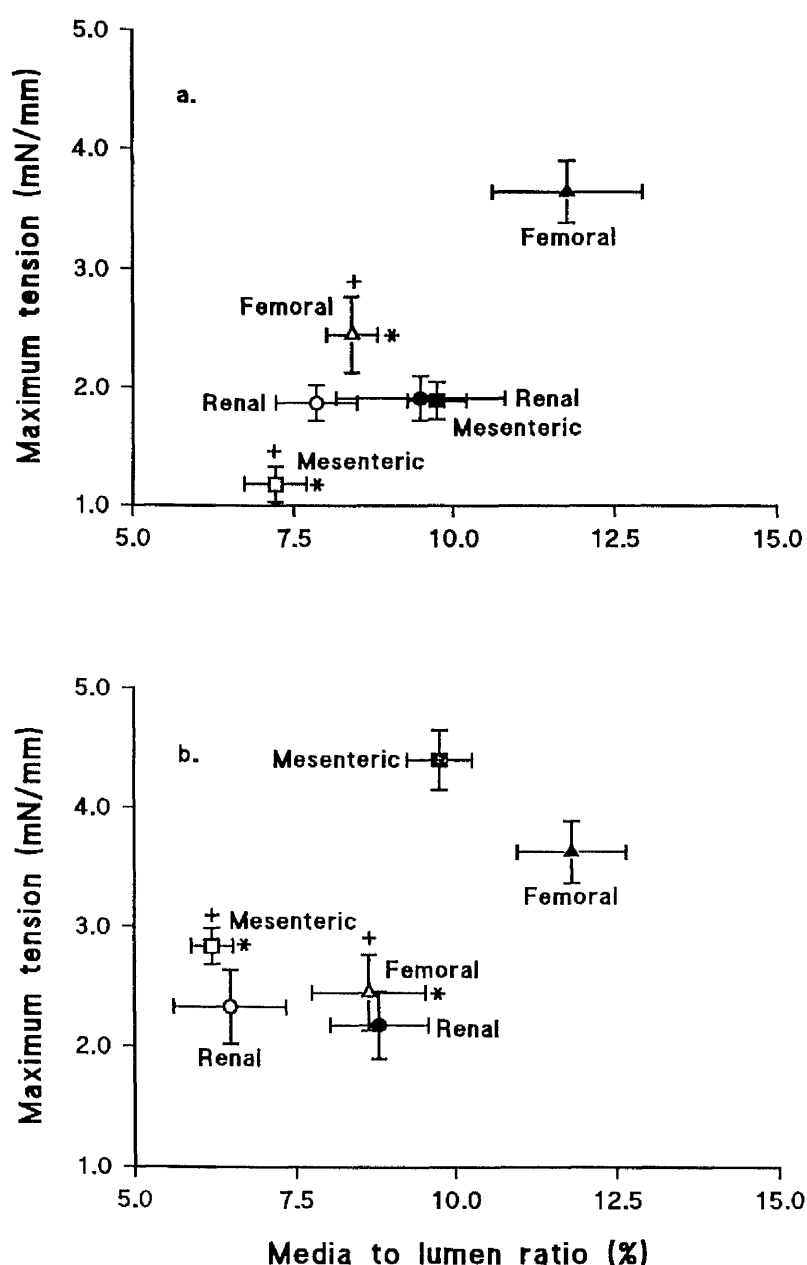 5.0
a.
4.0
Femoral
3.0
+
Femoral
*
2.0
Renal
Renal
Mesenteric
+
Mesenteric
*
1.0
5.0 7.5 10.0 12.5 15.0
Maximum tension (mN/mm)
5.0
b.
Mesenteric
4.0
Femoral
+
Mesenteric
*
3.0
+
Femoral
*
Renal
Renal
2.0
1.0
5.0 7.5 10.0 12.5 15.0
Maximum tension (mN/mm)
Media to lumen ratio (%)